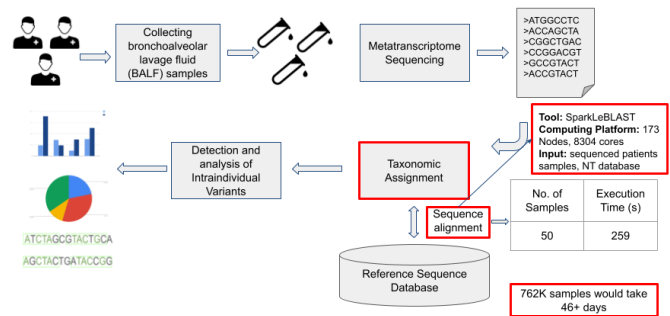 Collecting
bronchoalveolar
lavage fluid
(BALF) samples
Metatranscriptome
Sequencing
>ATGGCCTC
>ACCAGCTA
>CGGCTGAC
>CCGGACGT
>GCCGTACT
>ACCGTACT
Tool: SparkLeBLAST
Computing Platform: 173
Nodes, 8304 cores
Input: sequenced patients
samples, NT database
Taxonomic
Assignment
Detection and
analysis of
Intraindividual
Variants
Sequence
alignment
No. of
Samples
Execution
Time (s)
50
259
ATCTAGCGTACTGCA
AGCTACTGATACCGG
Reference Sequence
Database
762K samples would take
46+ days